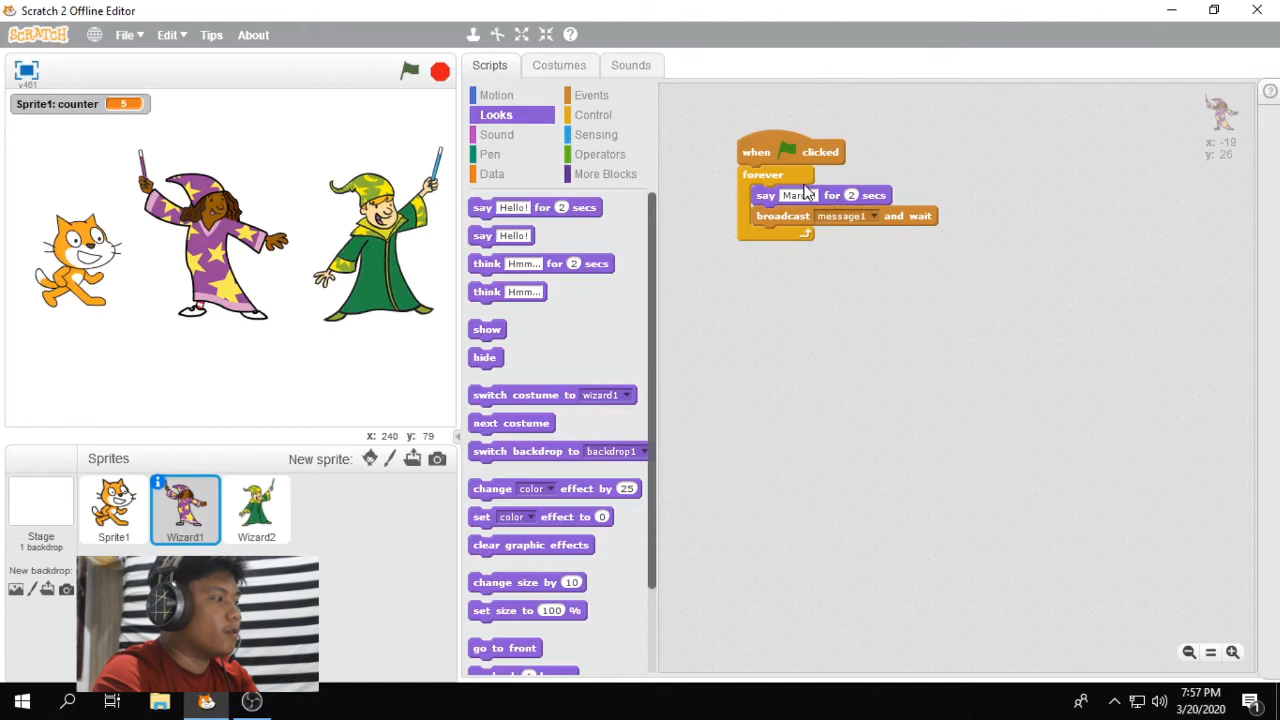 Scratch 2 Offline Editor
SCRATCH File Edit Tips About
v461
Sprite1: counter 5
x: 240 y: 79
Sprites New sprite:
Stage
1 backdrop
New backdrop:
Sprite1
Wizard1
Wizard2
Scripts Costumes Sounds
Motion Events
Looks Control
Sound Sensing
Pen Operators
Data More Blocks
say Hello! for 2 secs
say Hello!
think Hmm... for 2 secs
think Hmm...
show
hide
switch costume to wizard1
next costume
switch backdrop to backdrop1
change color effect by 25
set color effect to 0
clear graphic effects
change size by 10
set size to 100 %
go to front
when clicked
forever
say for 2 secs
broadcast message1 and wait
x: -19
y: 26
7:57 PM
3/20/2020
1